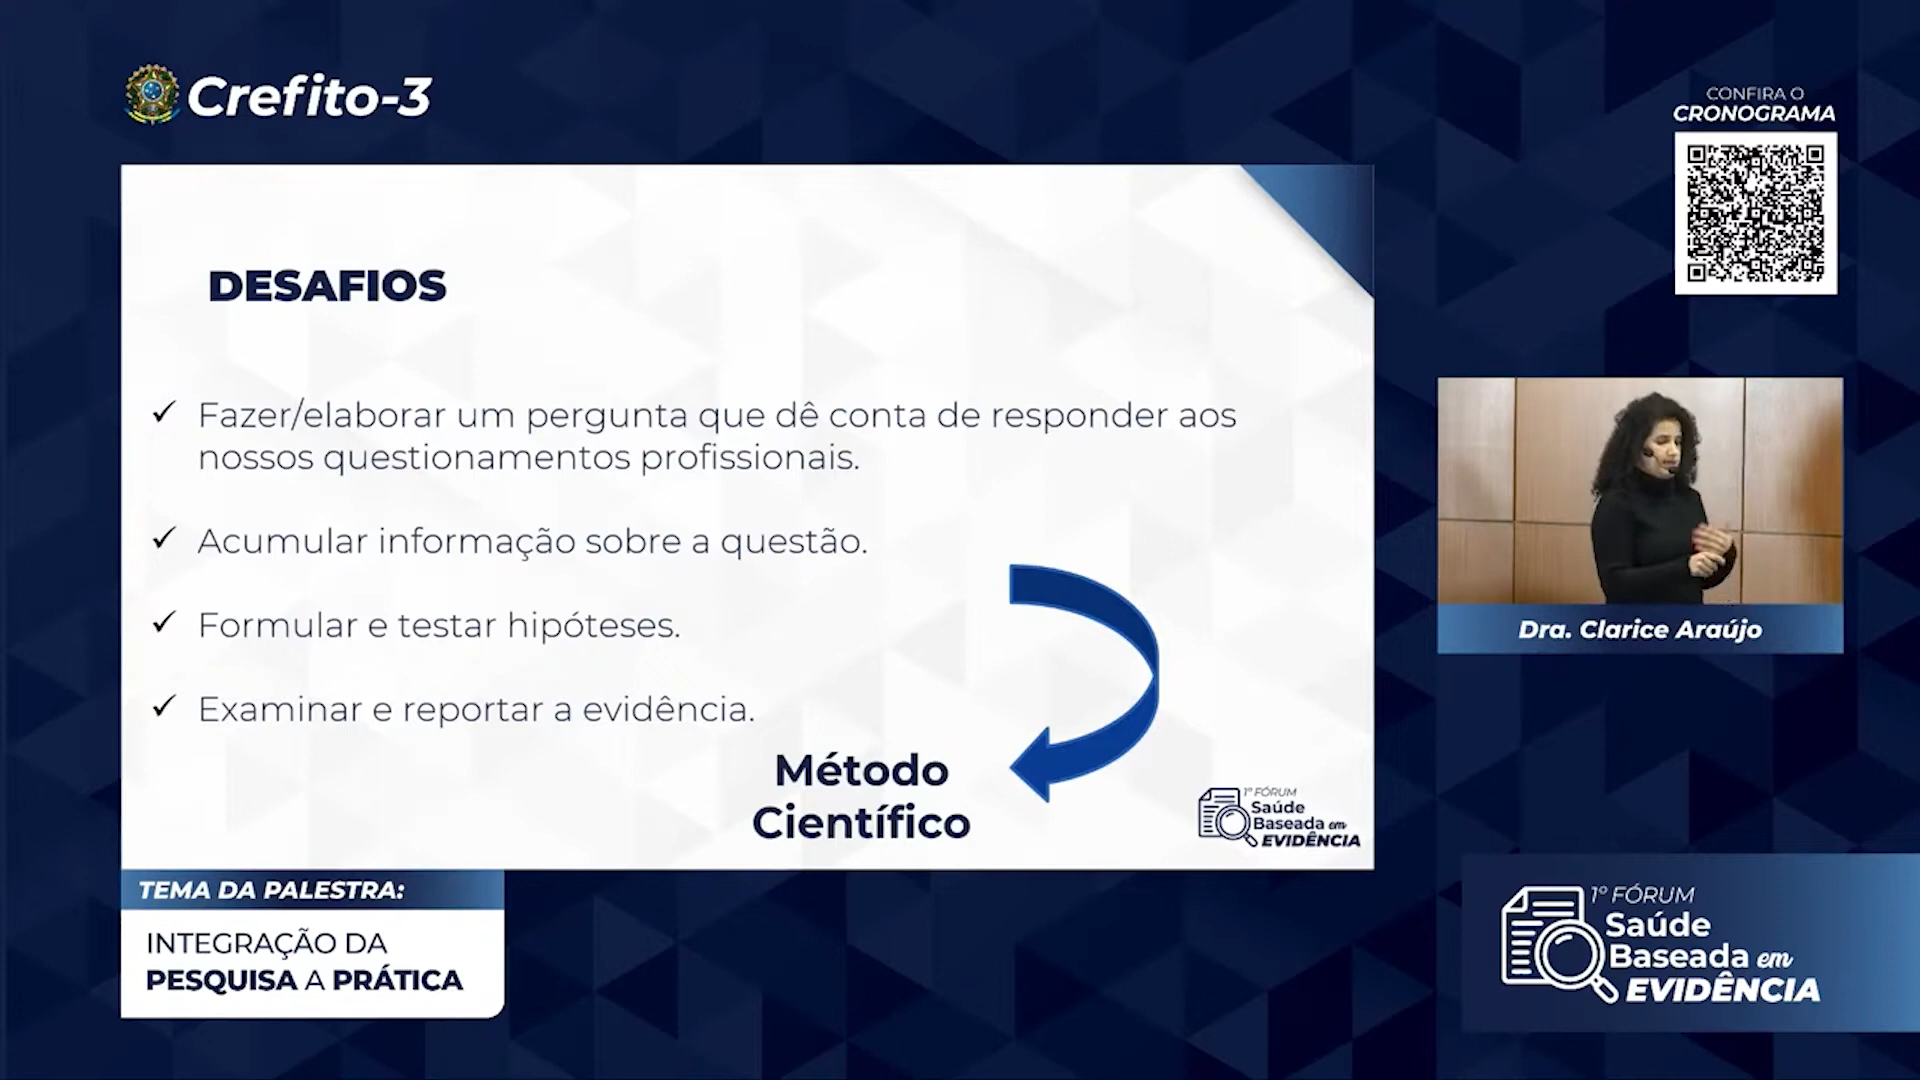 Crefito-3
CONFIRA O
CRONOGRAMA
DESAFIOS
✓ Fazer/elaborar um pergunta que dê conta de responder aos
nossos questionamentos profissionais.
✓ Acumular informação sobre a questão.
✓ Formular e testar hipóteses.
✓ Examinar e reportar a evidência.
Método
Científico
1º FÓRUM
Saúde
Baseada em
EVIDÊNCIA
Dra. Clarice Araújo
TEMA DA PALESTRA:
INTEGRAÇÃO DA
PESQUISA A PRÁTICA
1º FÓRUM
Saúde
Baseada em
EVIDÊNCIA